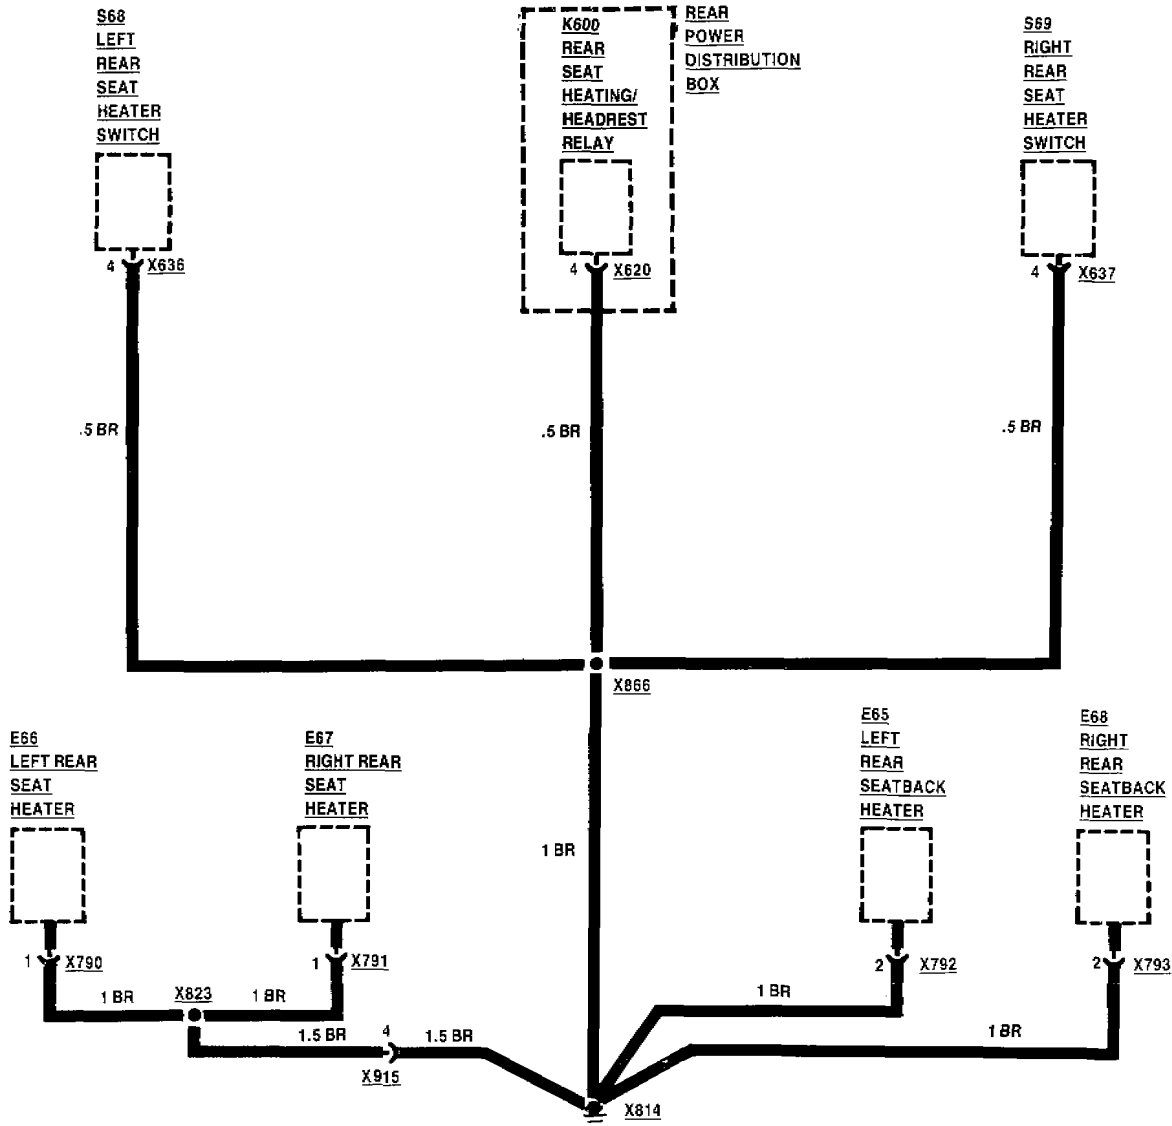 S68
LEFT
REAR
SEAT
HEATER
SWITCH
4
X636
K600
REAR
SEAT
HEATING/
HEADREST
RELAY
4
X620
REAR
POWER
DISTRIBUTION
BOX
S69
RIGHT
REAR
SEAT
HEATER
SWITCH
4
X637
.5 BR
.5 BR
.5 BR
X866
E66
LEFT REAR
SEAT
HEATER
1
X790
E67
RIGHT REAR
SEAT
HEATER
1
X791
1 BR
E65
LEFT
REAR
SEATBACK
HEATER
2
X792
E68
RIGHT
REAR
SEATBACK
HEATER
2
X793
1 BR
X823
1 BR
1 BR
1.5 BR
4
1.5 BR
1 BR
X915
X814